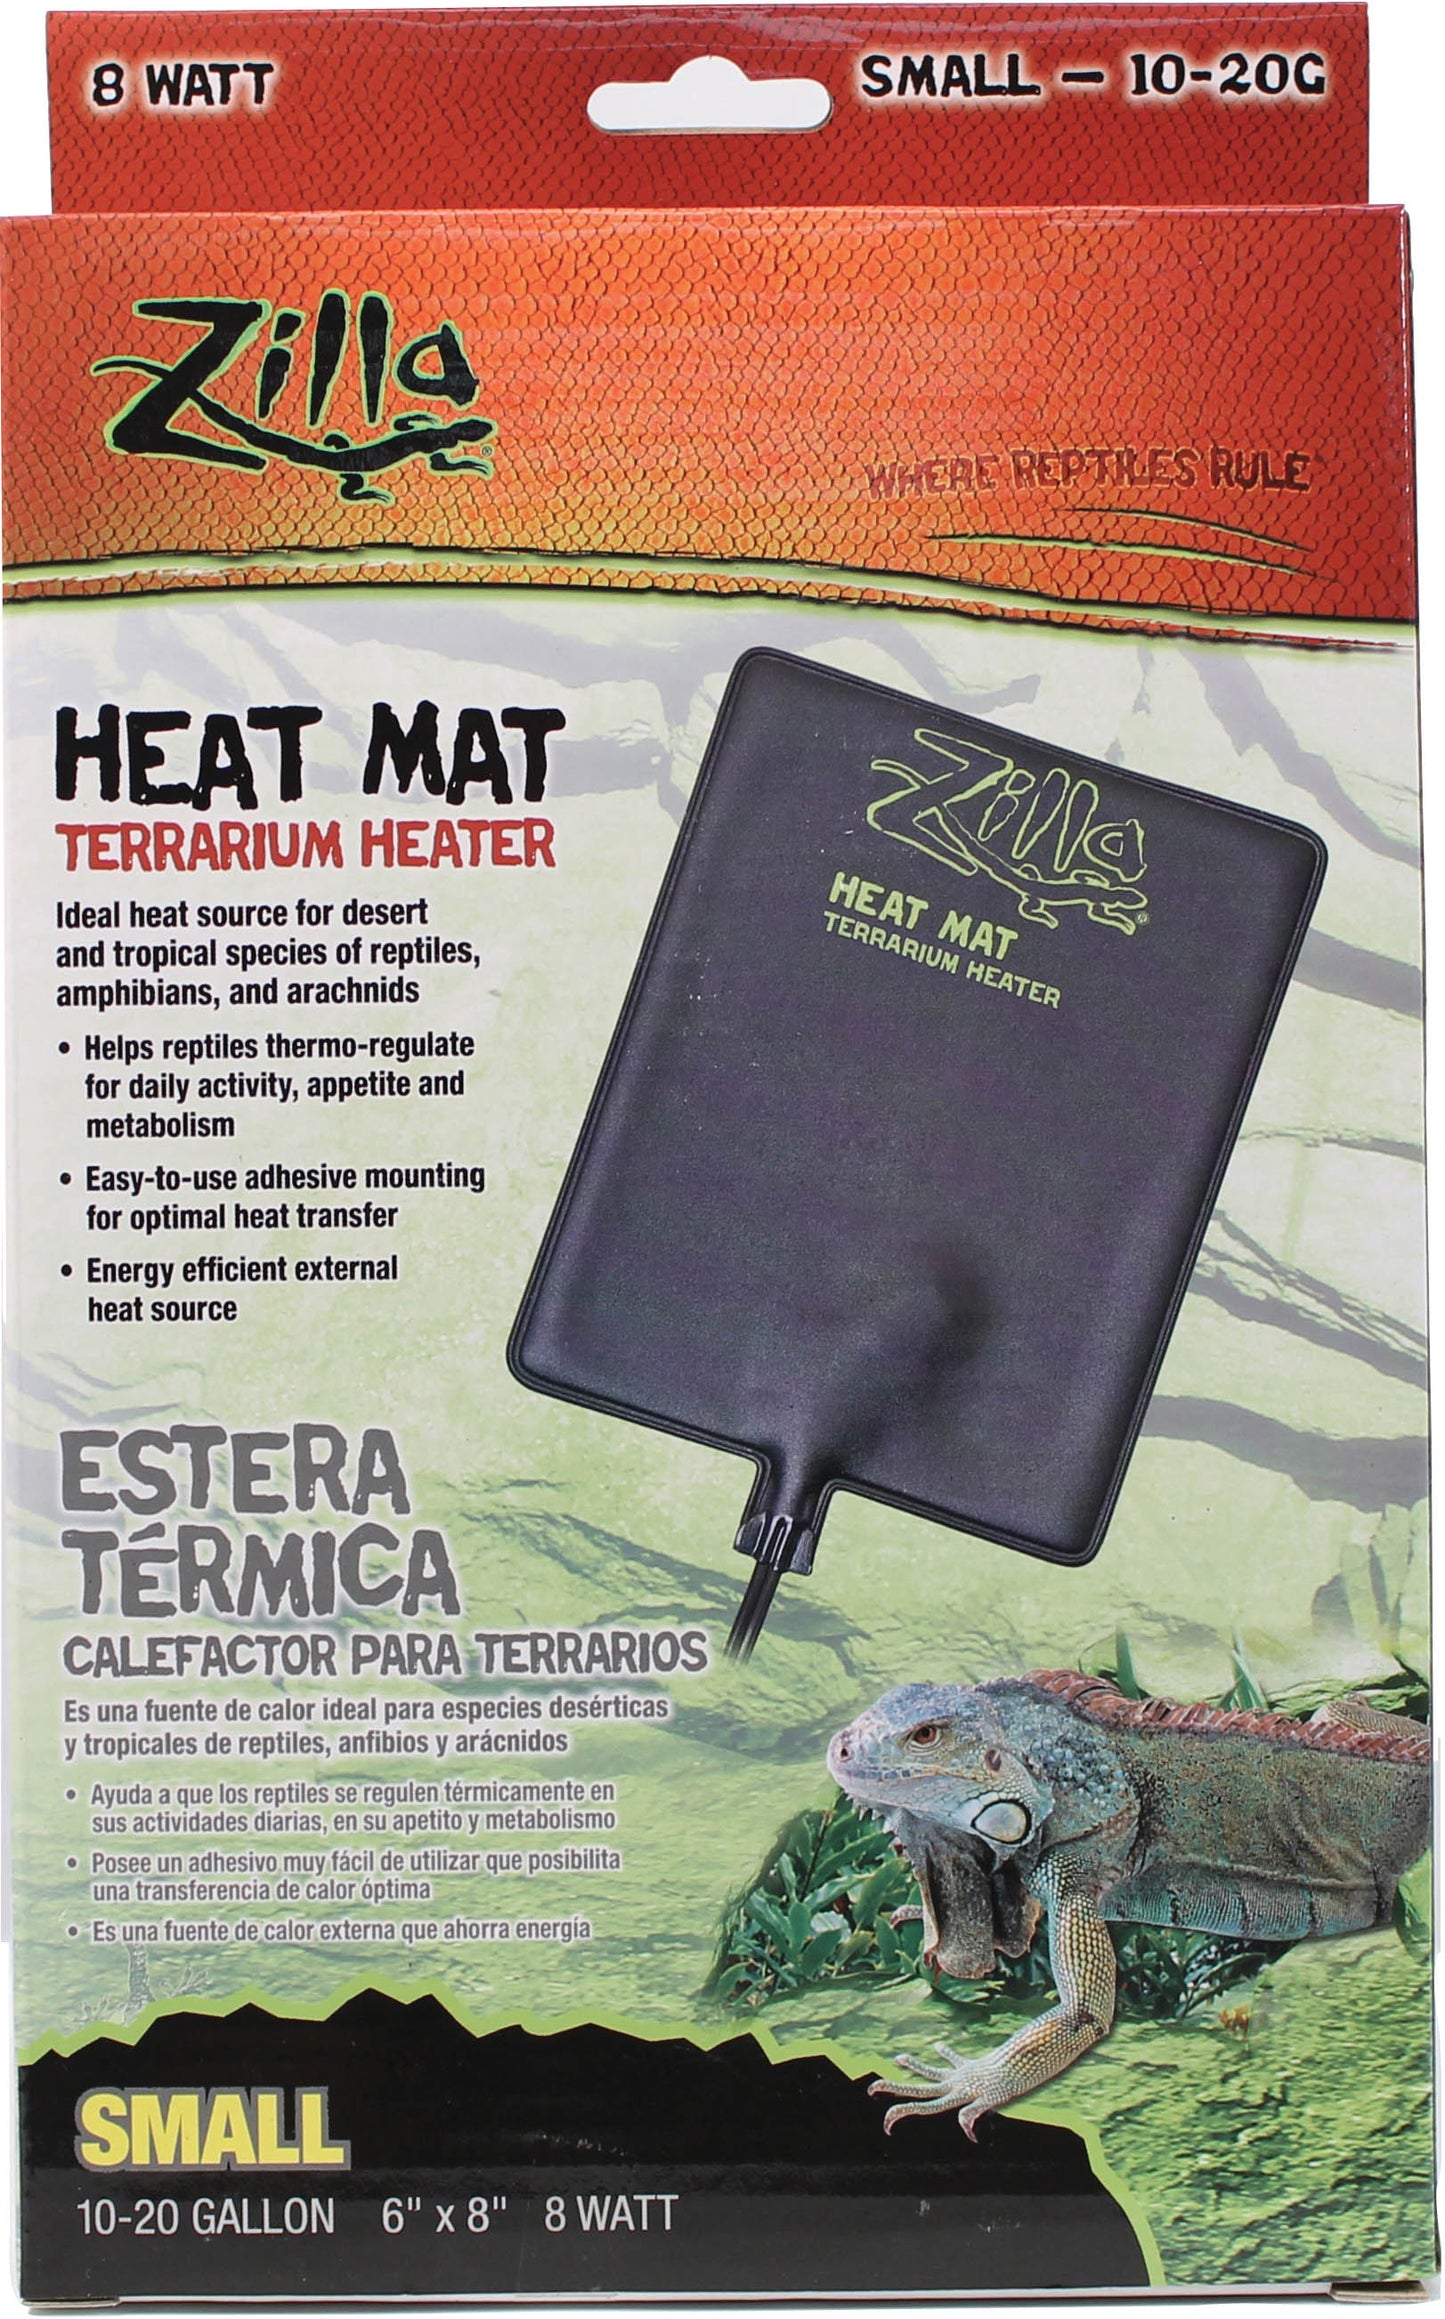 8 WATT
SMALL – 10-20G
Zilla®
WHERE REPTILES RULE
HEAT MAT
TERRARIUM HEATER
Ideal heat source for desert
and tropical species of reptiles,
amphibians, and arachnids
• Helps reptiles thermo-regulate
for daily activity, appetite and
metabolism
• Easy-to-use adhesive mounting
for optimal heat transfer
• Energy efficient external
heat source
Zilla®
HEAT MAT
TERRARIUM HEATER
ESTERA
TÉRMICA
CALEFACTOR PARA TERRARIOS
Es una fuente de calor ideal para especies desérticas
y tropicales de reptiles, anfibios y arácnidos
• Ayuda a que los reptiles se regulen térmicamente en
sus actividades diarias, en su apetito y metabolismo
• Posee un adhesivo muy fácil de utilizar que posibilita
una transferencia de calor óptima
• Es una fuente de calor externa que ahorra energía
SMALL
10-20 GALLON 6" x 8" 8 WATT